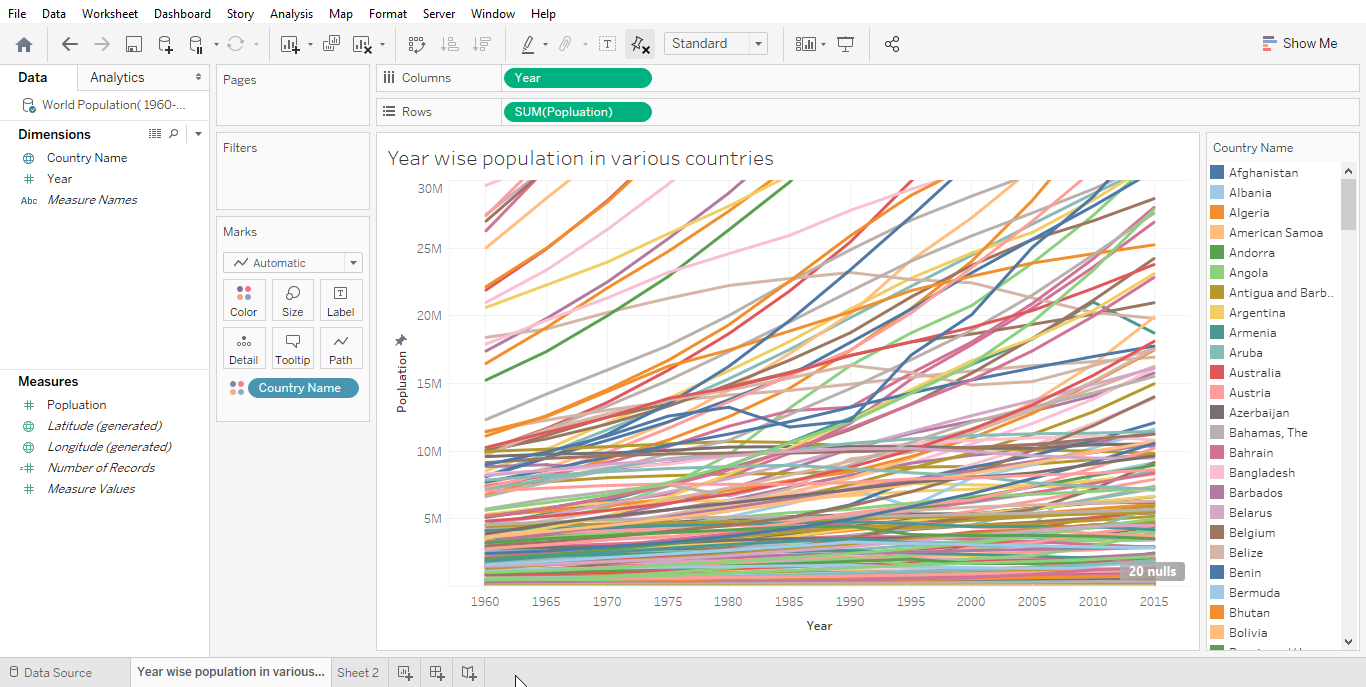 File Data Worksheet Dashboard Story Analysis Map Format Server Window Help
Standard
Show Me
Data Analytics
World Population( 1960-...
Dimensions
Country Name
Year
Abc Measure Names
Measures
Popluation
Latitude (generated)
Longitude (generated)
Number of Records
Measure Values
Pages
Filters
Marks
Automatic
Color Size Label
Detail Tooltip Path
Country Name
Columns Year
Rows SUM(Popluation)
Year wise population in various countries
30M
25M
20M
15M
10M
5M
Popluation
20 nulls
1960 1965 1970 1975 1980 1985 1990 1995 2000 2005 2010 2015
Year
Country Name
Afghanistan
Albania
Algeria
American Samoa
Andorra
Angola
Antigua and Barb..
Argentina
Armenia
Aruba
Australia
Austria
Azerbaijan
Bahamas, The
Bahrain
Bangladesh
Barbados
Belarus
Belgium
Belize
Benin
Bermuda
Bhutan
Bolivia
Data Source Year wise population in various... Sheet 2